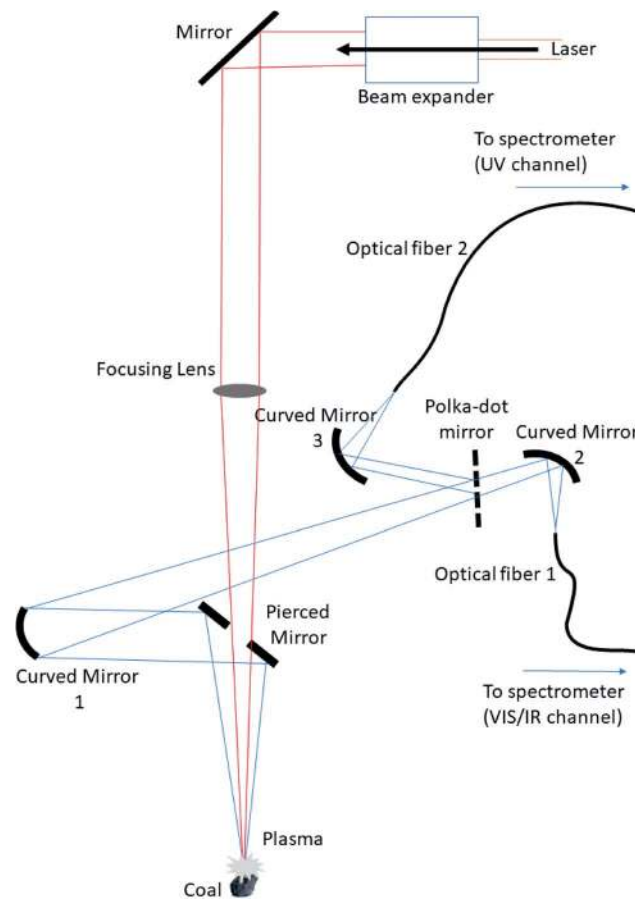 Mirror
Laser
Beam expander
To spectrometer
(UV channel)
Optical fiber 2
Focusing Lens
Curved Mirror
3
Polka-dot
mirror
Curved Mirror
2
Optical fiber 1
Pierced
Mirror
Curved Mirror
1
To spectrometer
(VIS/IR channel)
Plasma
Coal